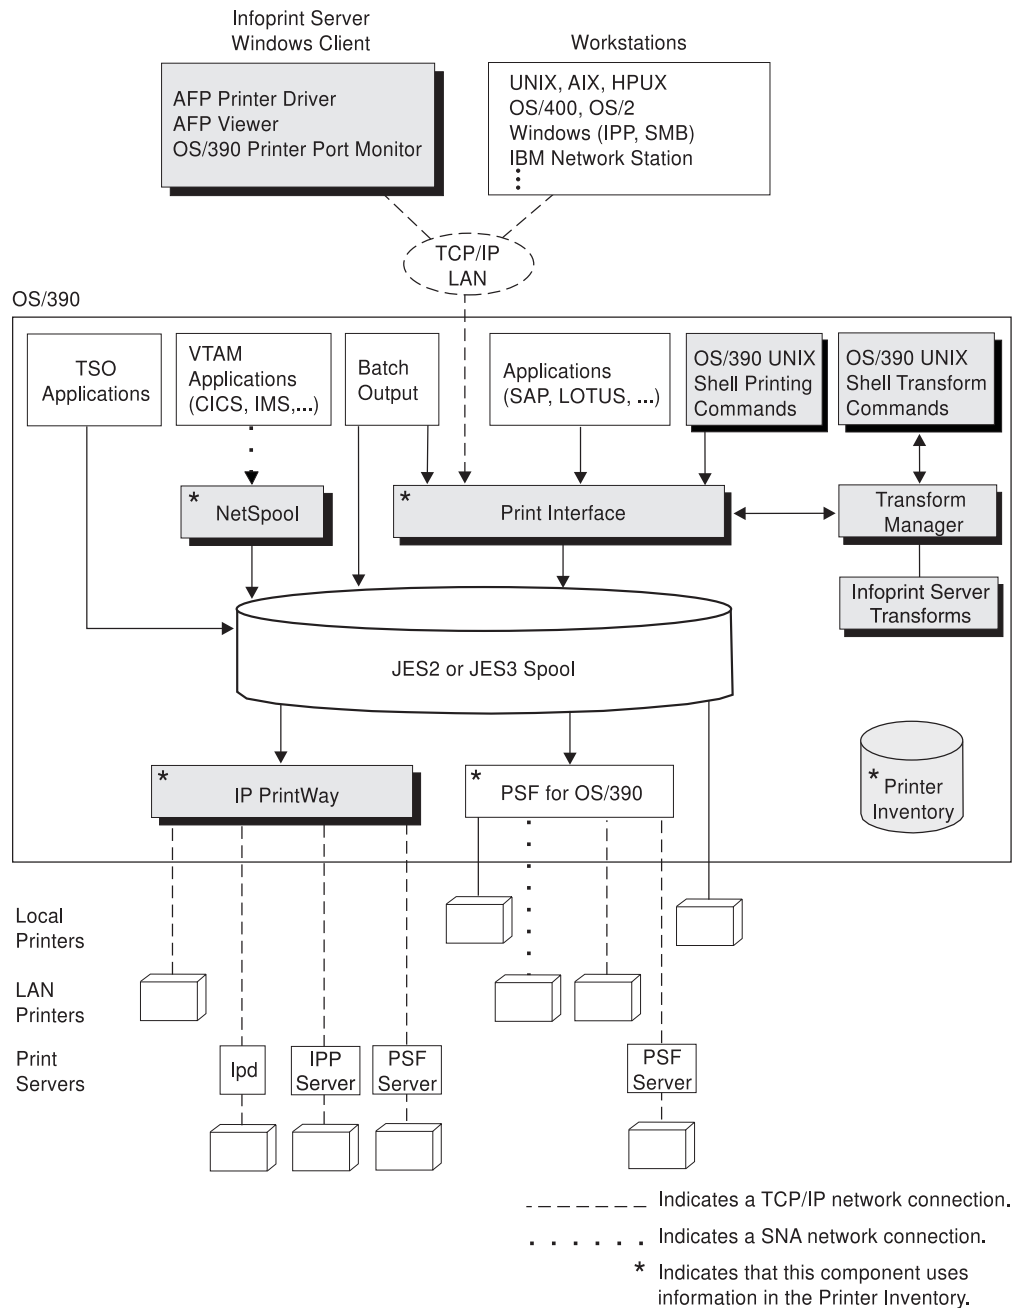 Infoprint Server
Windows Client
Workstations
AFP Printer Driver
AFP Viewer
OS/390 Printer Port Monitor
UNIX, AIX, HPUX
OS/400, OS/2
Windows (IPP, SMB)
IBM Network Station
TCP/IP
LAN
OS/390
TSO
Applications
VTAM
Applications
(CICS, IMS,...)
Batch
Output
Applications
(SAP, LOTUS, ...)
OS/390 UNIX
Shell Printing
Commands
OS/390 UNIX
Shell Transform
Commands
* NetSpool
* Print Interface
Transform
Manager
Infoprint Server
Transforms
JES2 or JES3 Spool
* IP PrintWay
* PSF for OS/390
* Printer
Inventory
Local
Printers
LAN
Printers
Print
Servers
lpd
IPP
Server
PSF
Server
PSF
Server
Indicates a TCP/IP network connection.
Indicates a SNA network connection.
* Indicates that this component uses
information in the Printer Inventory.